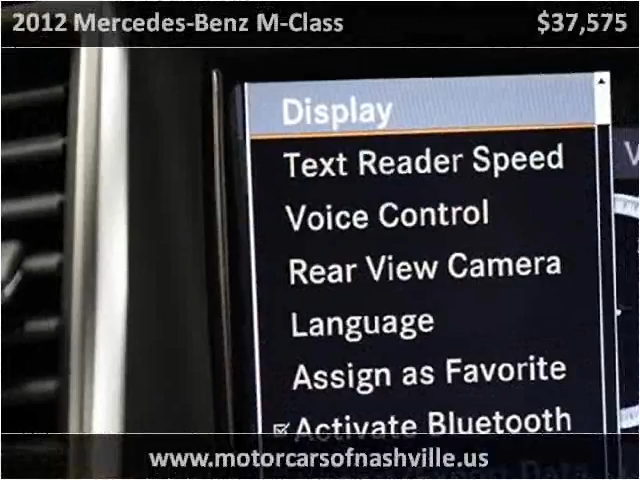 2012 Mercedes-Benz M-Class $37,575
Display
Text Reader Speed
V
Voice Control
Rear View Camera
Language
Assign as Favorite
Activate Bluetooth
www.motorcarsofnashville.us